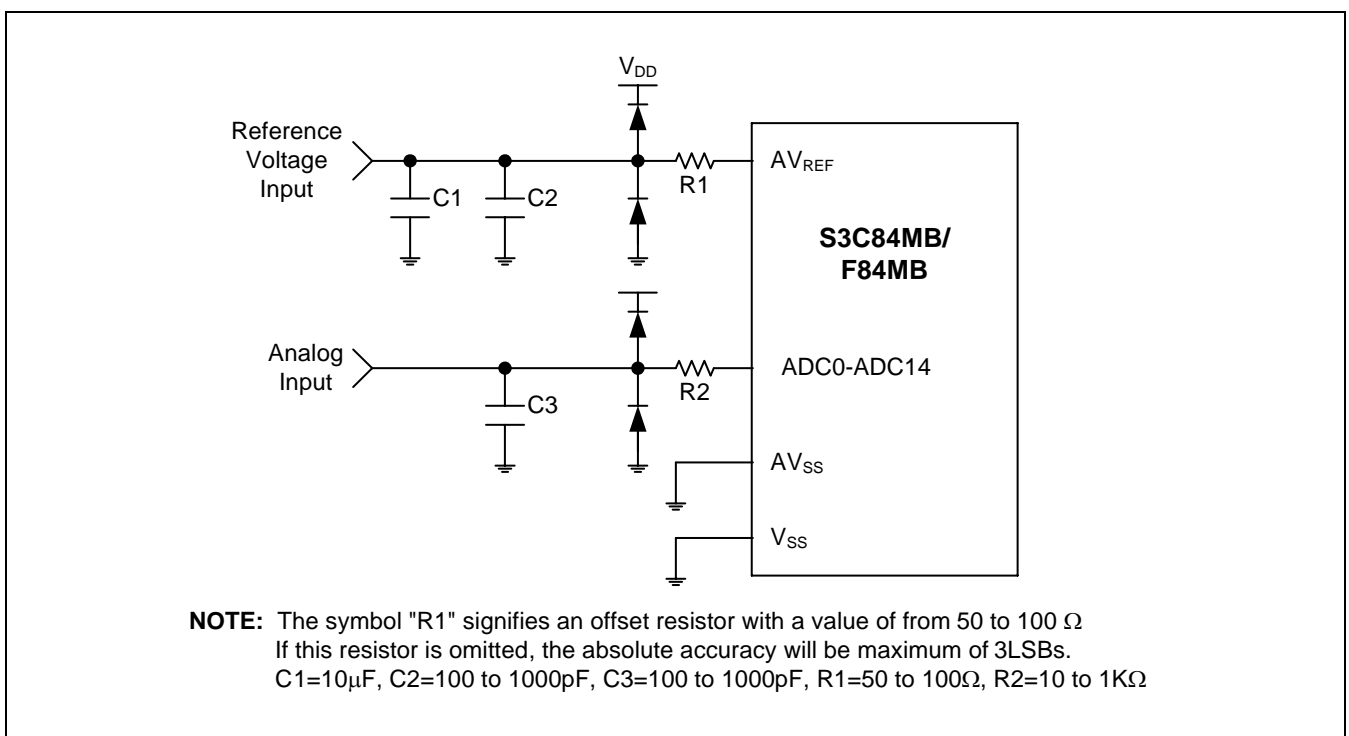 V_DD
Reference
Voltage
Input
C1
C2
R1
AV_REF
S3C84MB/
F84MB
Analog
Input
C3
R2
ADC0-ADC14
AV_SS
V_SS
NOTE: The symbol "R1" signifies an offset resistor with a value of from 50 to 100 Ω
If this resistor is omitted, the absolute accuracy will be maximum of 3LSBs.
C1=10μF, C2=100 to 1000pF, C3=100 to 1000pF, R1=50 to 100Ω, R2=10 to 1KΩ